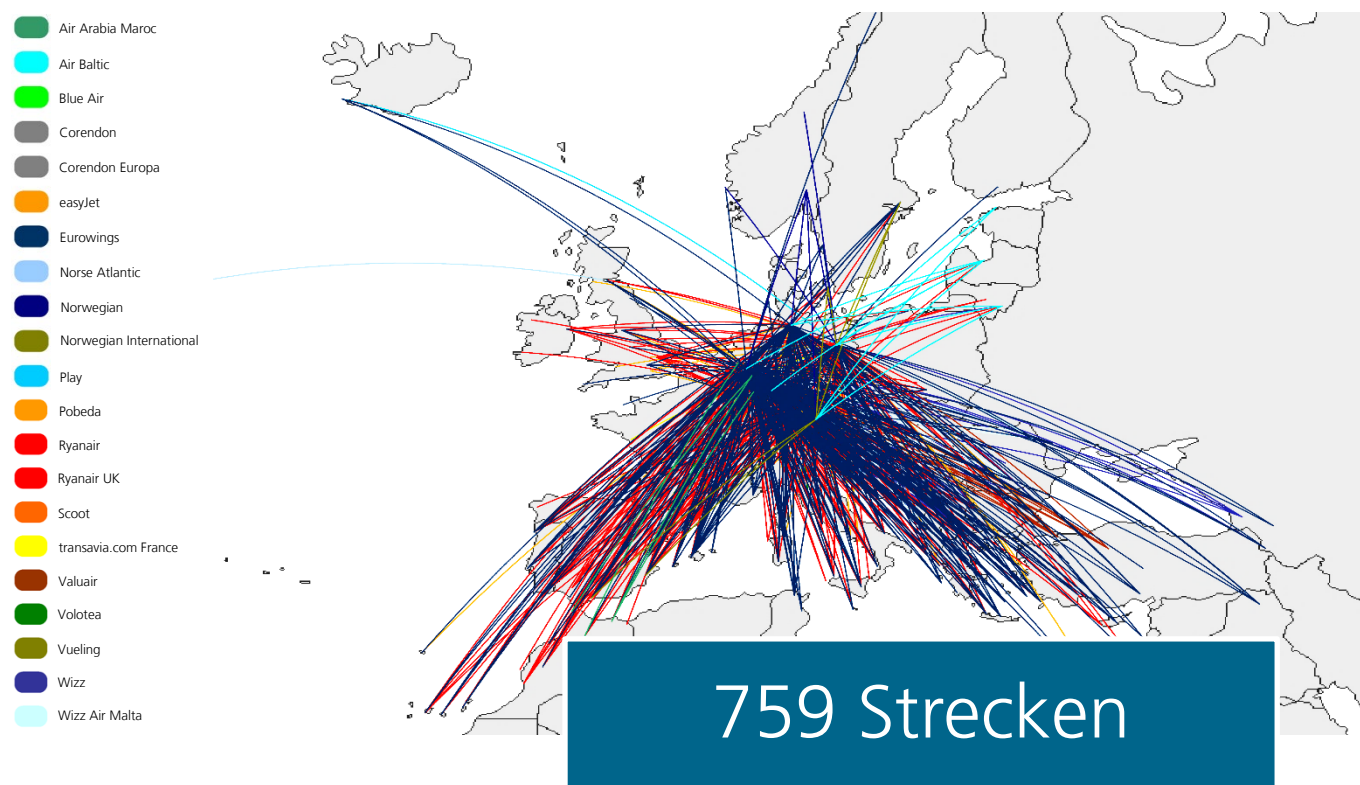 Air Arabia Maroc
Air Baltic
Blue Air
Corendon
Corendon Europa
easyJet
Eurowings
Norse Atlantic
Norwegian
Norwegian International
Play
Pobeda
Ryanair
Ryanair UK
Scoot
transavia.com France
Valuair
Volotea
Vueling
Wizz
Wizz Air Malta
759 Strecken